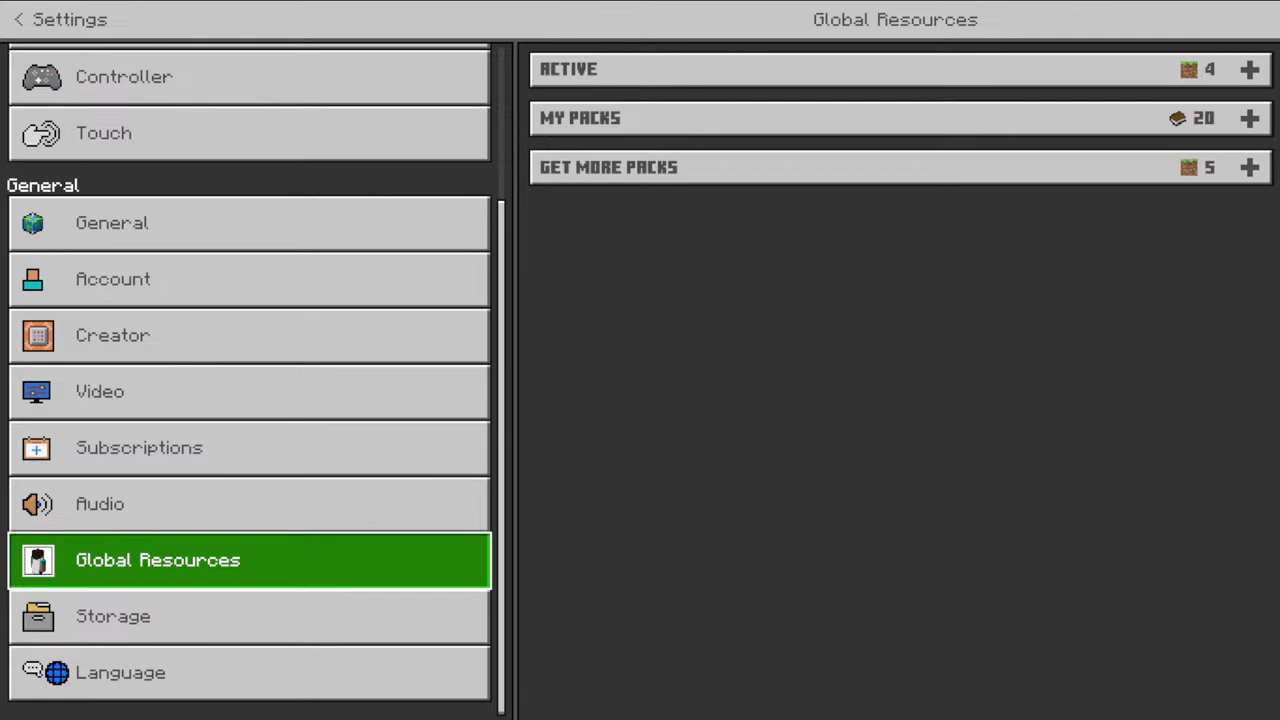 Settings
Global Resources
Controller
Touch
General
General
Account
Creator
Video
Subscriptions
Audio
Global Resources
Storage
Language
ACTIVE 4
MY PACKS 20
GET MORE PACKS 5